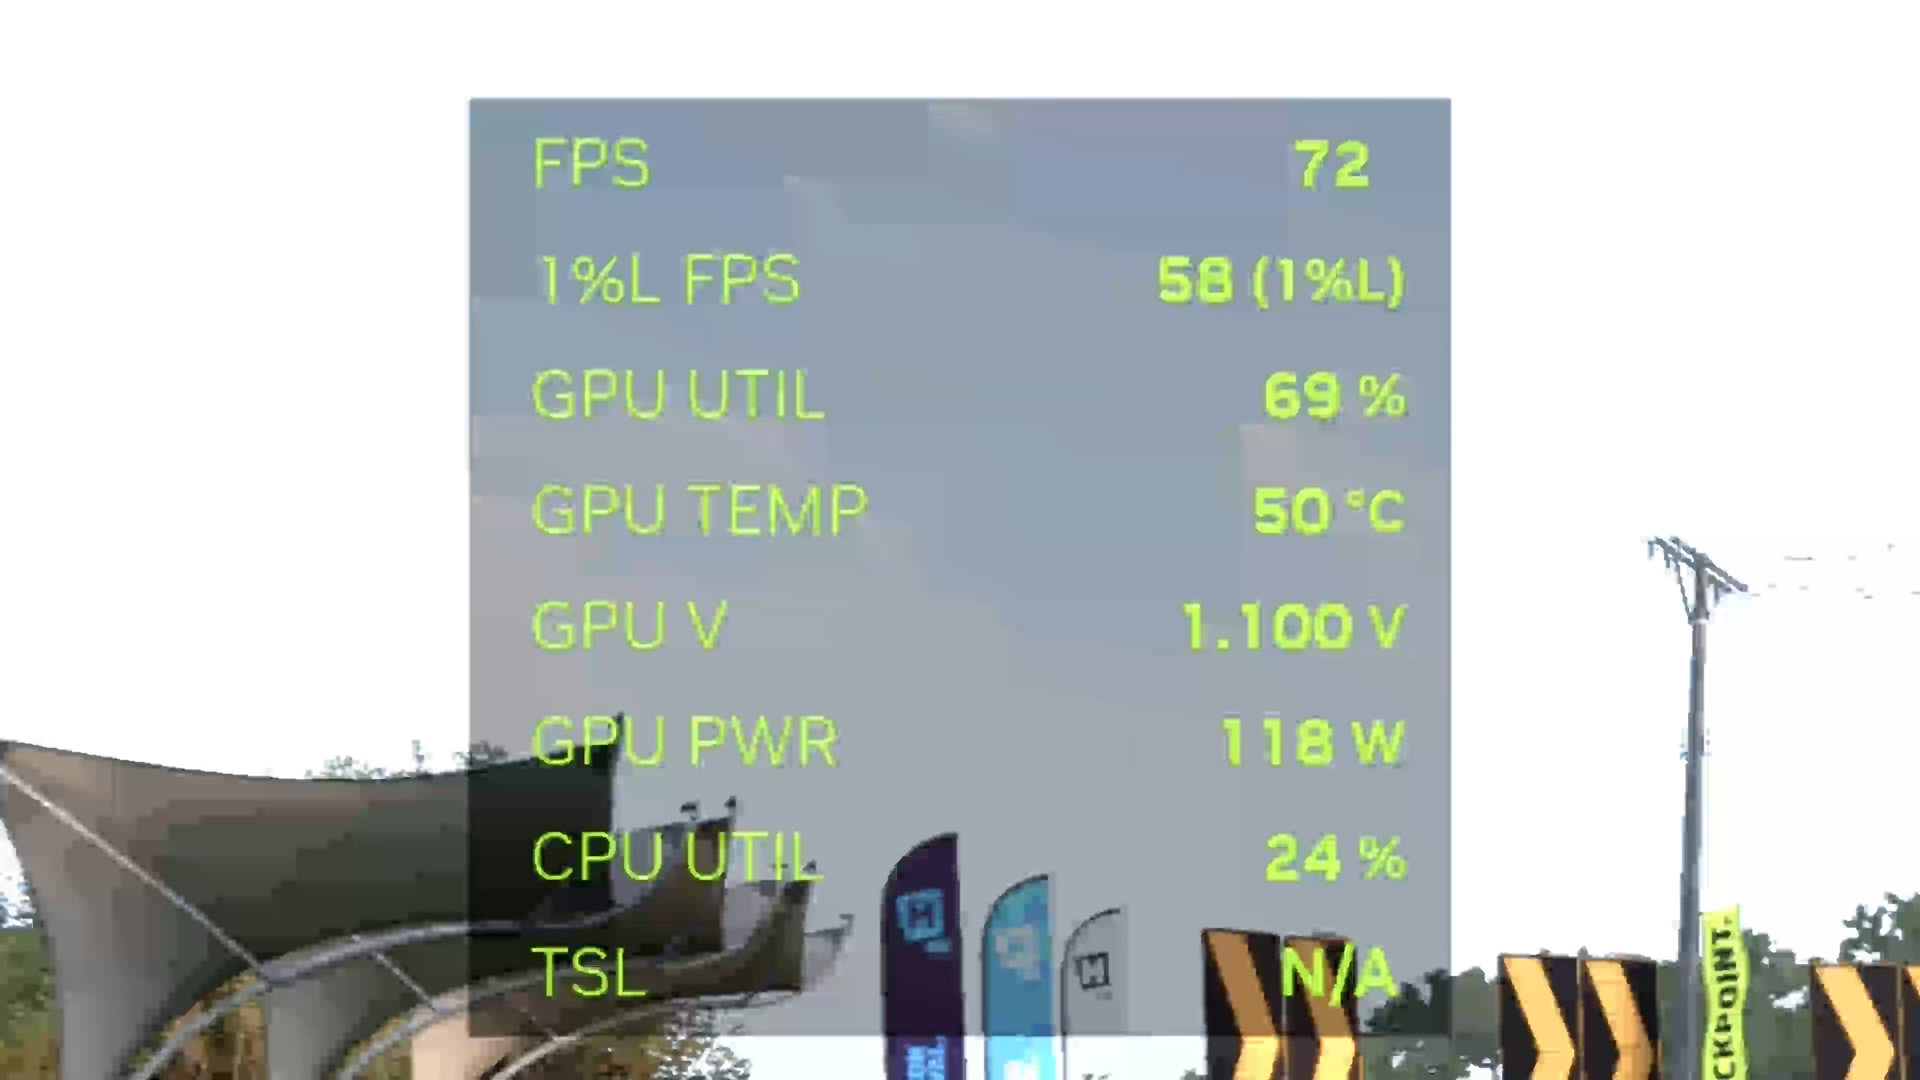 FPS 72
1%L FPS 58 (1%L)
GPU UTIL 69 %
GPU TEMP 50 °C
GPU V 1.100 V
GPU PWR 118 W
CPU UTIL 24 %
TSL N/A
H
H
CKPOINT.